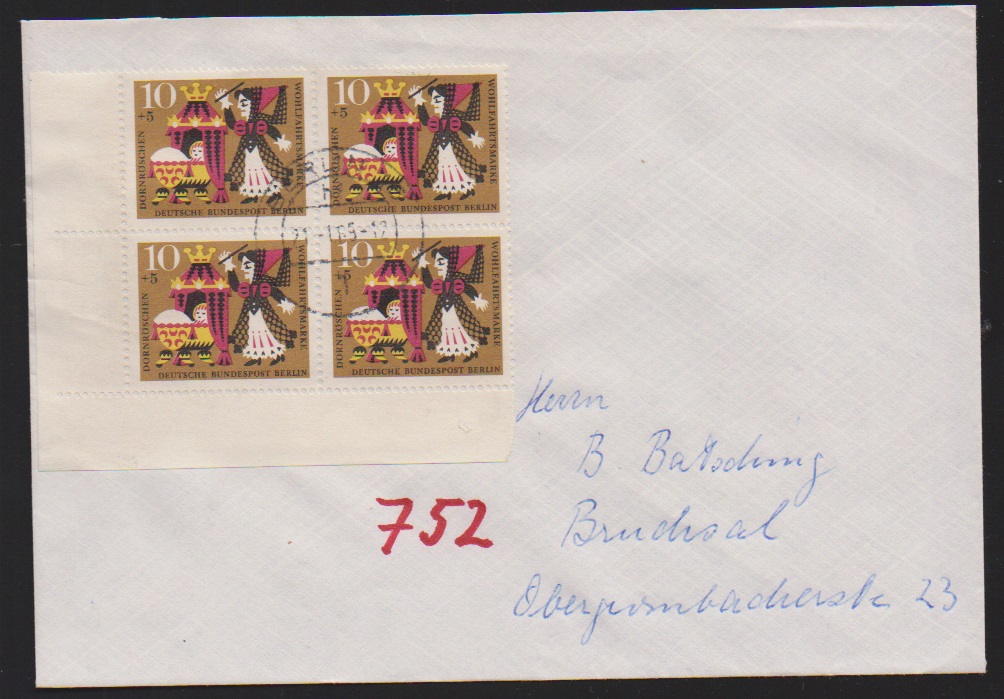 10
+5
DORNRÖSCHEN
WOHLFAHRTSMARKE
DEUTSCHE BUNDESPOST BERLIN
10
+5
DORNRÖSCHEN
WOHLFAHRTSMARKE
DEUTSCHE BUNDESPOST BERLIN
10
+5
DORNRÖSCHEN
WOHLFAHRTSMARKE
DEUTSCHE BUNDESPOST BERLIN
10
+5
DORNRÖSCHEN
WOHLFAHRTSMARKE
DEUTSCHE BUNDESPOST BERLIN
Herrn
B. Batsching
Bruchsal
Obergrombacherstr 23
752